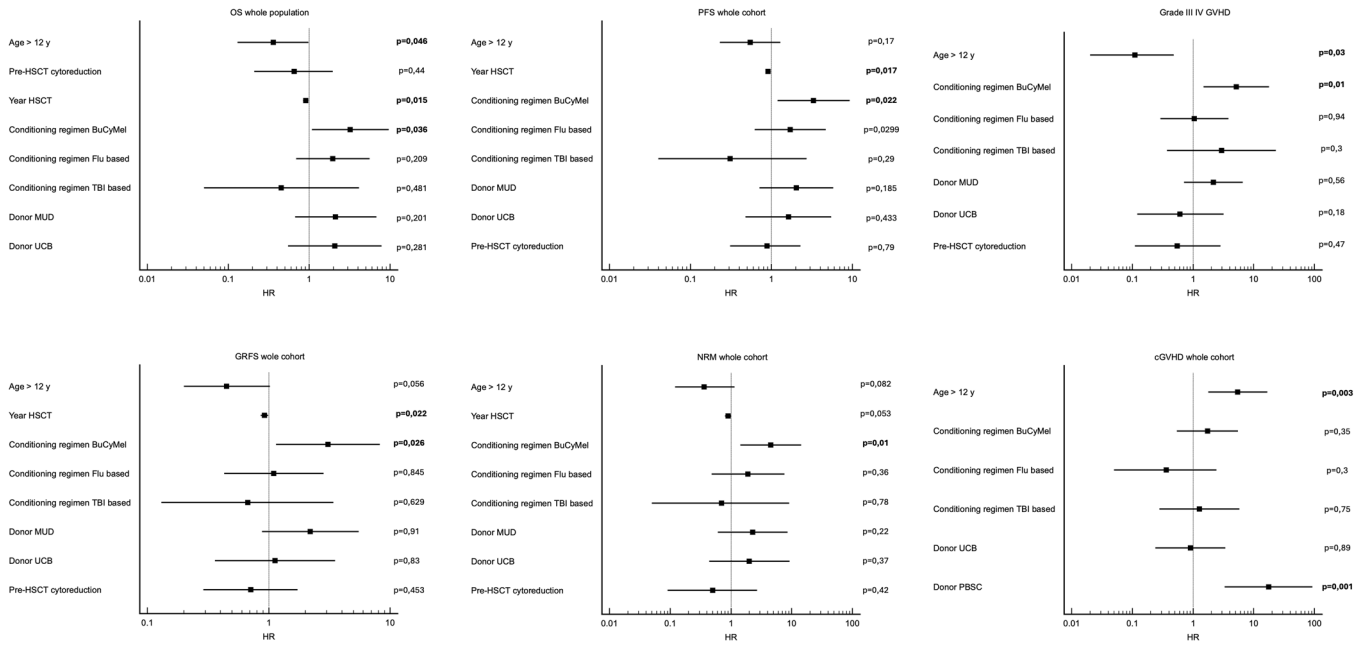 OS whole population
Age > 12 y p=0,046
Pre-HSCT cytoreduction p=0,44
Year HSCT p=0,015
Conditioning regimen BuCyMel p=0,036
Conditioning regimen Flu based p=0,209
Conditioning regimen TBI based p=0,481
Donor MUD p=0,201
Donor UCB p=0,281
0.01 0.1 1 10
HR
PFS whole cohort
Age > 12 y p=0,17
Year HSCT p=0,017
Conditioning regimen BuCyMel p=0,022
Conditioning regimen Flu based p=0,0299
Conditioning regimen TBI based p=0,29
Donor MUD p=0,185
Donor UCB p=0,433
Pre-HSCT cytoreduction p=0,79
0.01 0.1 1 10
HR
Grade III IV GVHD
Age > 12 y p=0,03
Conditioning regimen BuCyMel p=0,01
Conditioning regimen Flu based p=0,94
Conditioning regimen TBI based p=0,3
Donor MUD p=0,56
Donor UCB p=0,18
Pre-HSCT cytoreduction p=0,47
0.01 0.1 1 10 100
HR
GRFS wole cohort
Age > 12 y p=0,056
Year HSCT p=0,022
Conditioning regimen BuCyMel p=0,026
Conditioning regimen Flu based p=0,845
Conditioning regimen TBI based p=0,629
Donor MUD p=0,91
Donor UCB p=0,83
Pre-HSCT cytoreduction p=0,453
0.1 1 10
HR
NRM whole cohort
Age > 12 y p=0,082
Year HSCT p=0,053
Conditioning regimen BuCyMel p=0,01
Conditioning regimen Flu based p=0,36
Conditioning regimen TBI based p=0,78
Donor MUD p=0,22
Donor UCB p=0,37
Pre-HSCT cytoreduction p=0,42
0.01 0.1 1 10 100
HR
cGVHD whole cohort
Age > 12 y p=0,003
Conditioning regimen BuCyMel p=0,35
Conditioning regimen Flu based p=0,3
Conditioning regimen TBI based p=0,75
Donor UCB p=0,89
Donor PBSC p=0,001
0.01 0.1 1 10 100
HR